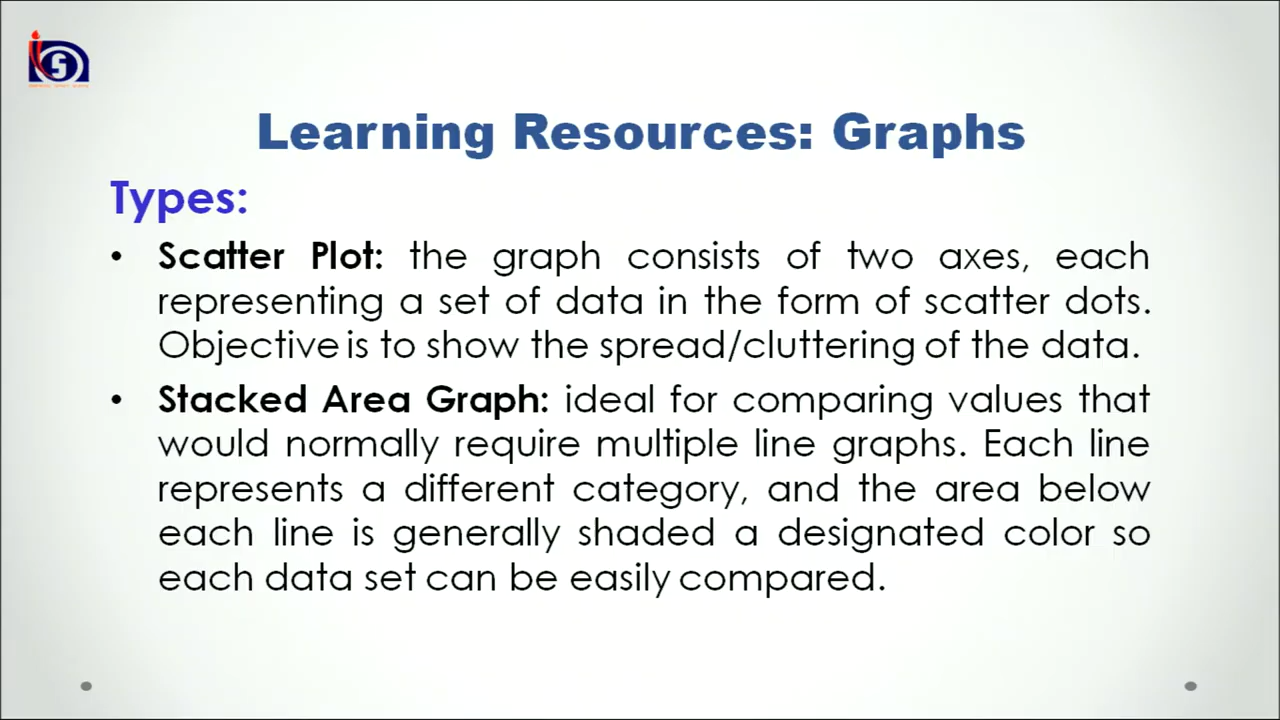 Learning Resources: Graphs
Types:
• Scatter Plot: the graph consists of two axes, each
representing a set of data in the form of scatter dots.
Objective is to show the spread/cluttering of the data.
• Stacked Area Graph: ideal for comparing values that
would normally require multiple line graphs. Each line
represents a different category, and the area below
each line is generally shaded a designated color so
each data set can be easily compared.